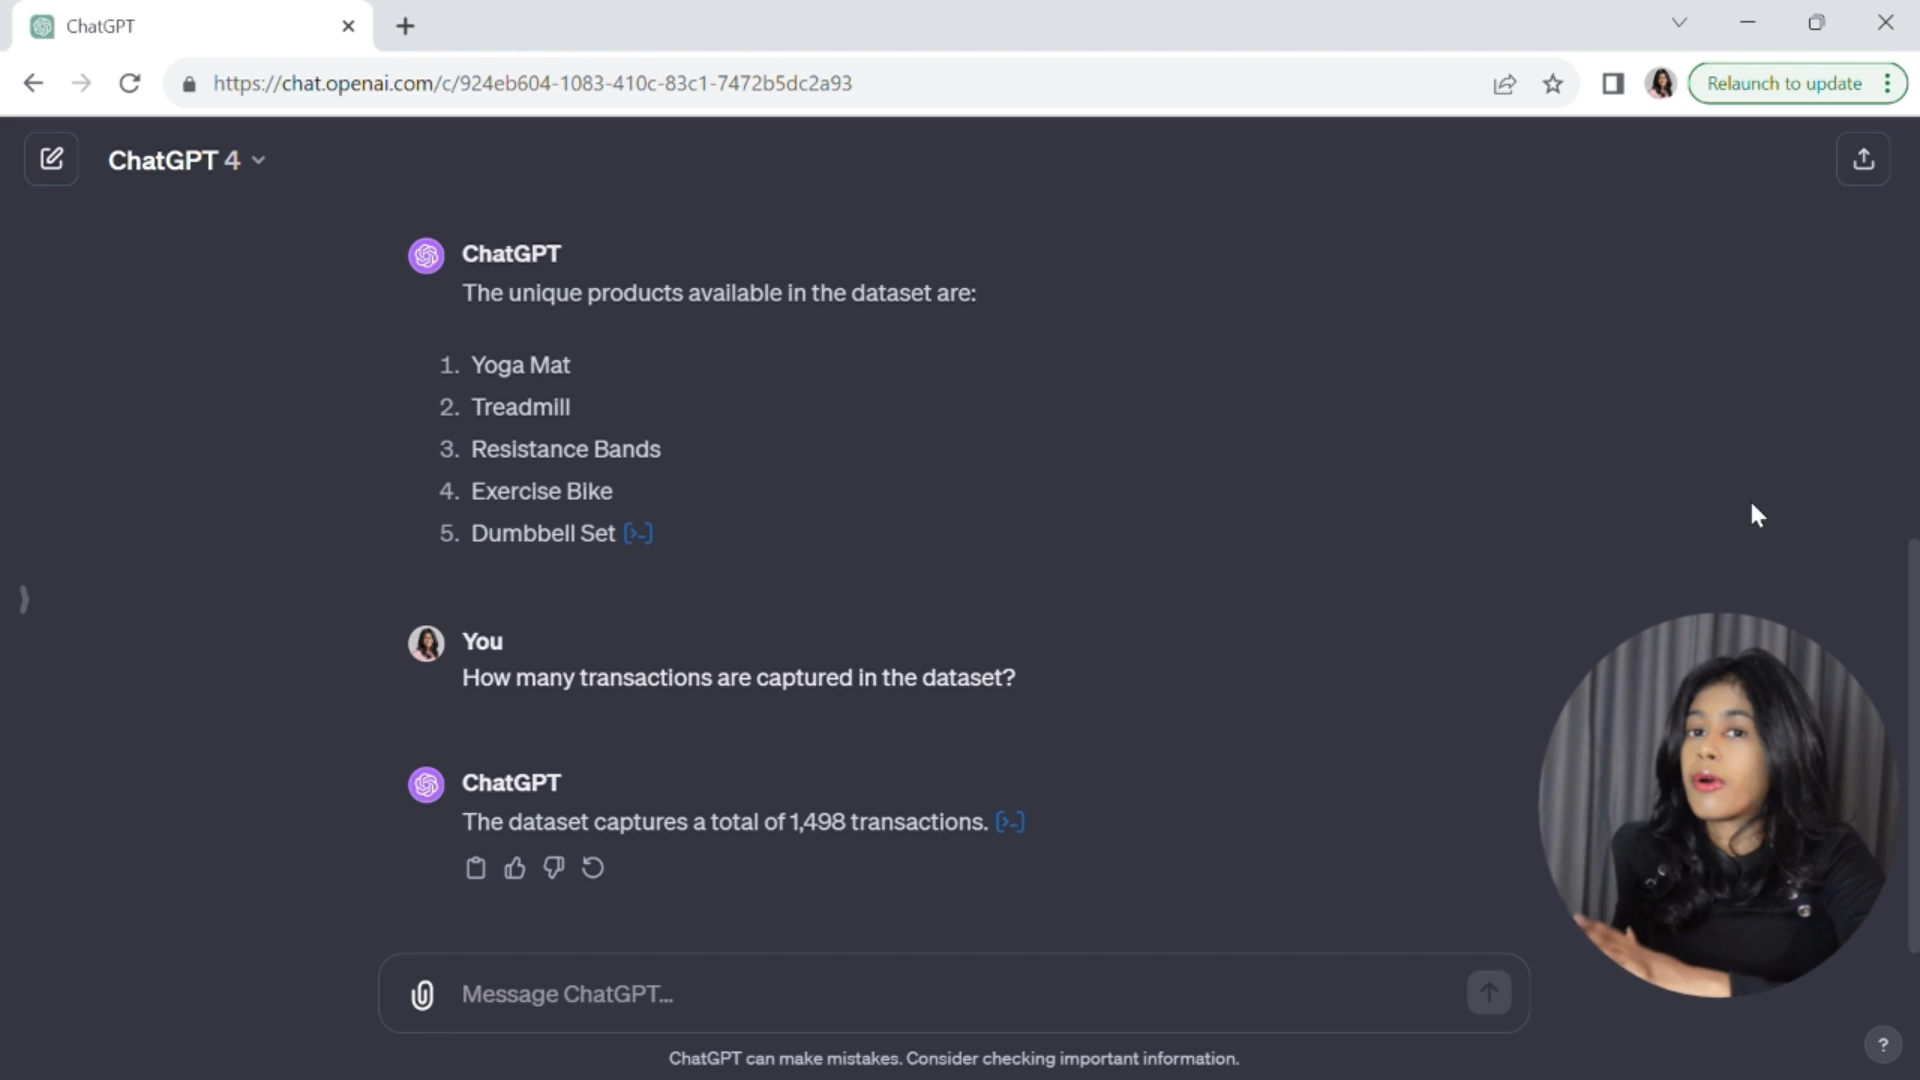 ChatGPT
https://chat.openai.com/c/924eb604-1083-410c-83c1-7472b5dc2a93
Relaunch to update
ChatGPT 4
ChatGPT
The unique products available in the dataset are:
1. Yoga Mat
2. Treadmill
3. Resistance Bands
4. Exercise Bike
5. Dumbbell Set [>-]
You
How many transactions are captured in the dataset?
ChatGPT
The dataset captures a total of 1,498 transactions. [>-]
Message ChatGPT...
ChatGPT can make mistakes. Consider checking important information.
?